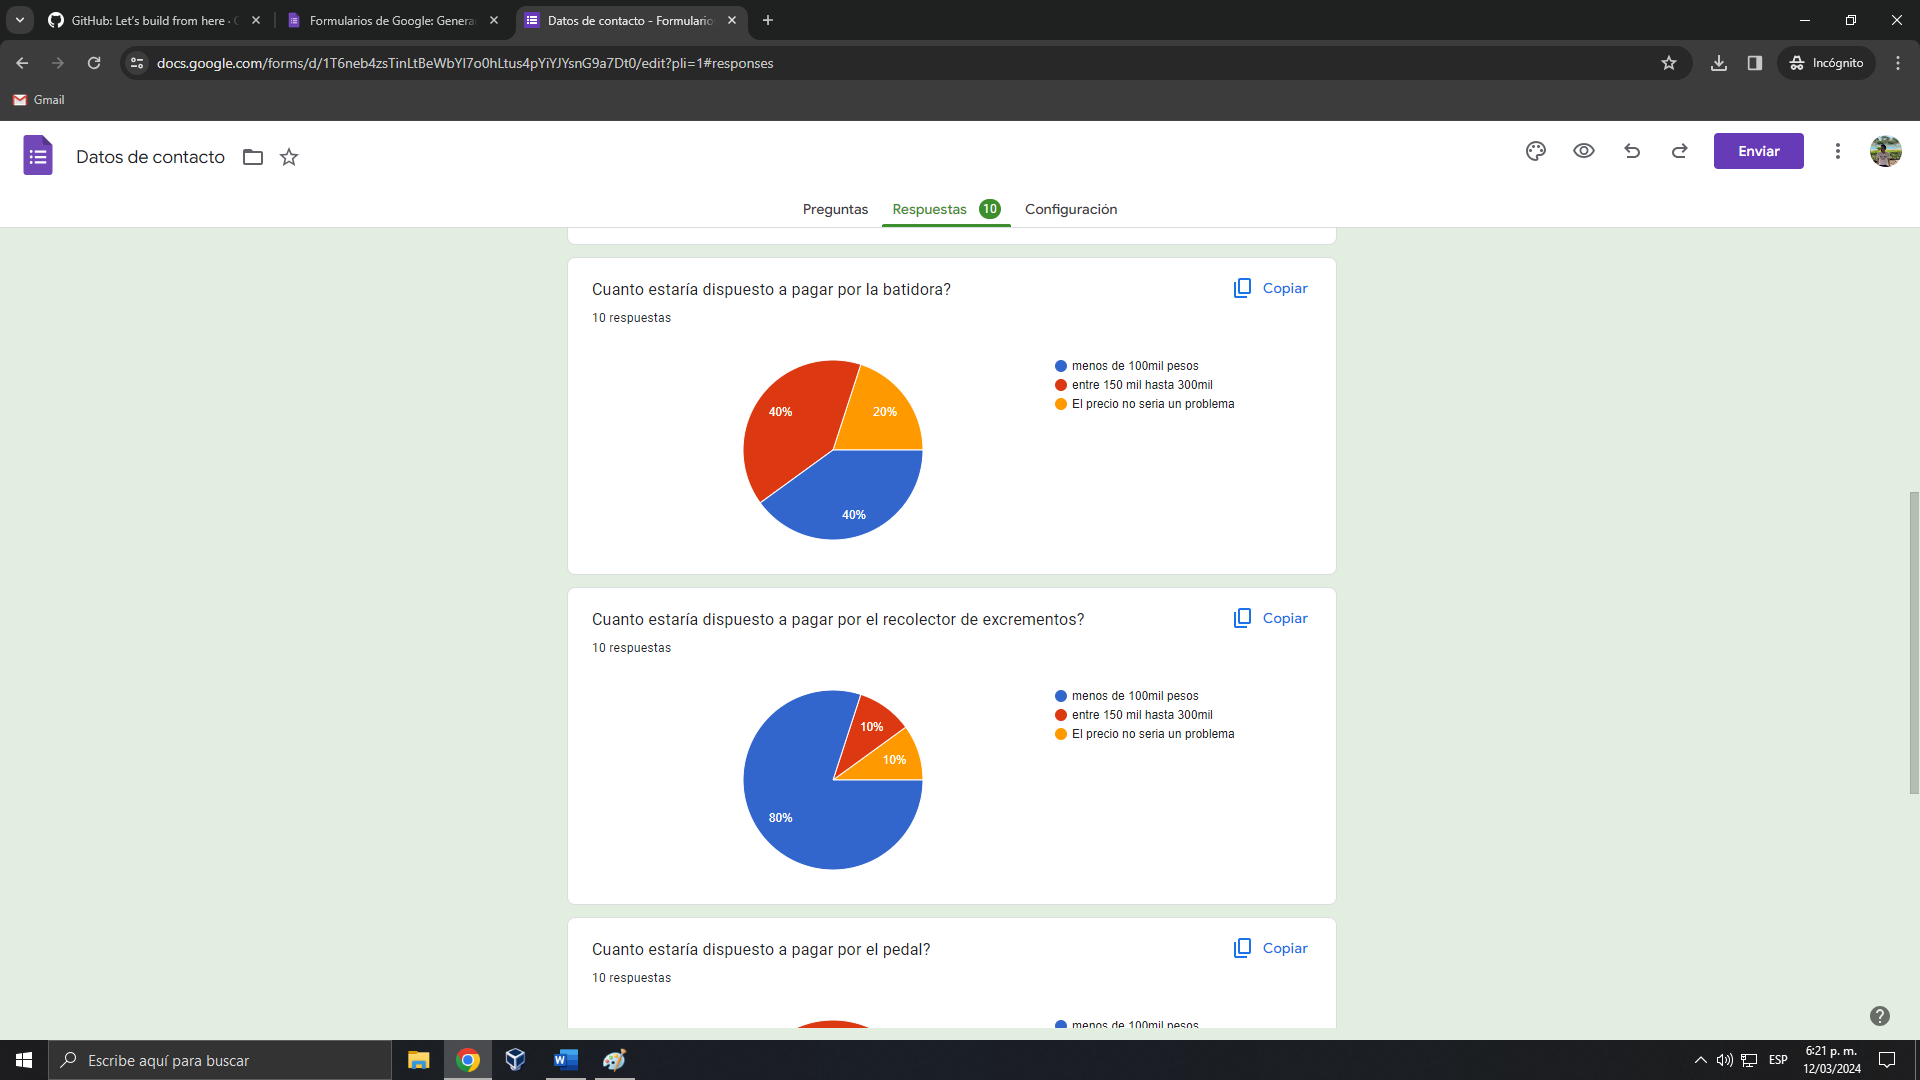 GitHub: Let's build from here ·
Formularios de Google: Genera
Datos de contacto - Formulario
docs.google.com/forms/d/1T6neb4zsTinLtBeWbYI7o0hLtus4pYiYJYsnG9a7Dt0/edit?pli=1#responses
Incógnito
Gmail
Datos de contacto
Enviar
Preguntas
Respuestas 10
Configuración
Cuanto estaría dispuesto a pagar por la batidora?
Copiar
10 respuestas
menos de 100mil pesos
entre 150 mil hasta 300mil
El precio no seria un problema
40%
20%
40%
Cuanto estaría dispuesto a pagar por el recolector de excrementos?
Copiar
10 respuestas
menos de 100mil pesos
entre 150 mil hasta 300mil
El precio no seria un problema
10%
10%
80%
Cuanto estaría dispuesto a pagar por el pedal?
Copiar
10 respuestas
menos de 100mil pesos
Escribe aquí para buscar
ESP
6:21 p. m.
12/03/2024